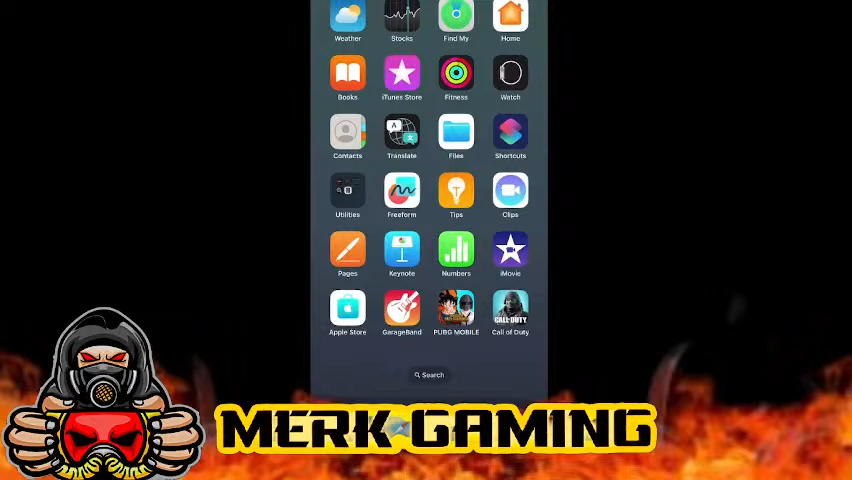 Weather Stocks Find My Home
Books iTunes Store Fitness Watch
Contacts Translate Files Shortcuts
Utilities Freeform Tips Clips
Pages Keynote Numbers iMovie
CALL OF DUTY
Apple Store GarageBand PUBG MOBILE Call of Duty
Search
MERK GAMING